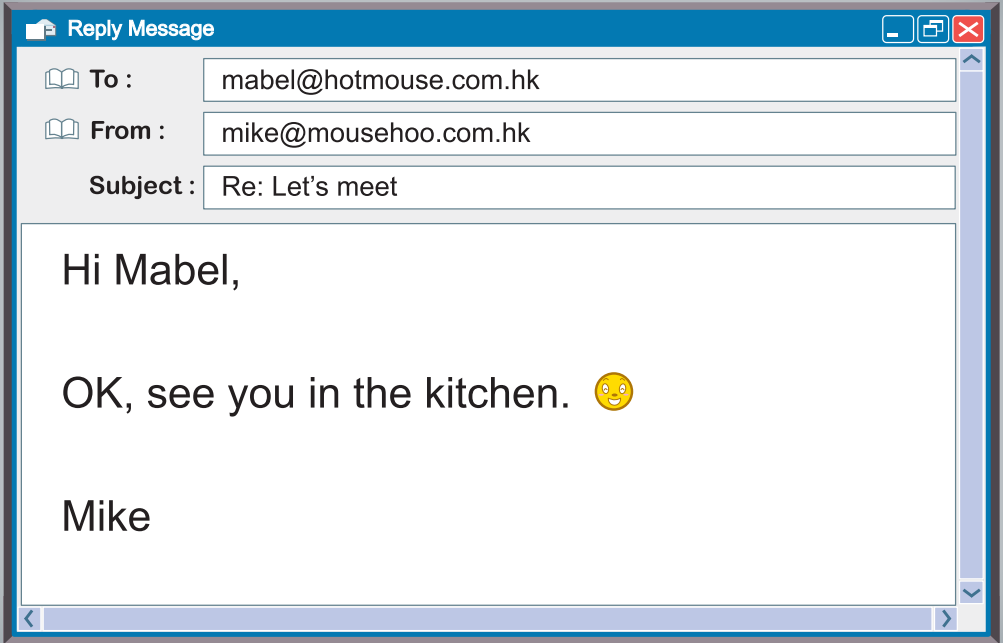 Reply Message
To :
mabel@hotmouse.com.hk
From :
mike@mousehoo.com.hk
Subject :
Re: Let’s meet
Hi Mabel,
OK, see you in the kitchen.
Mike